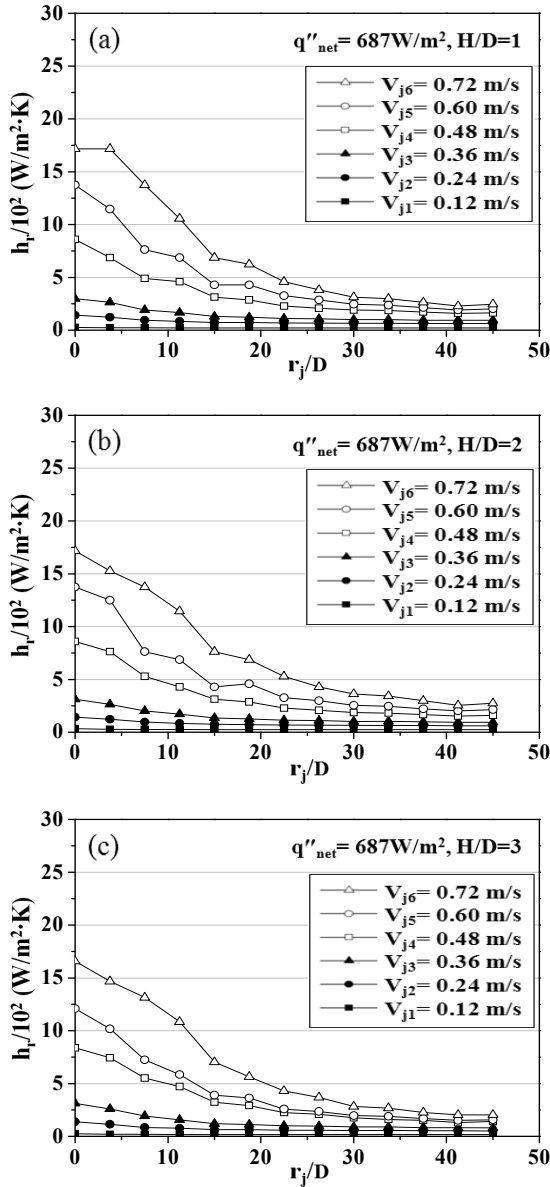 (a)
q″net= 687W/m², H/D=1
Vj6= 0.72 m/s
Vj5= 0.60 m/s
Vj4= 0.48 m/s
Vj3= 0.36 m/s
Vj2= 0.24 m/s
Vj1= 0.12 m/s
30
25
20
15
10
5
0
hr/10² (W/m²·K)
0 10 20 30 40 50
rj/D
(b)
q″net= 687W/m², H/D=2
Vj6= 0.72 m/s
Vj5= 0.60 m/s
Vj4= 0.48 m/s
Vj3= 0.36 m/s
Vj2= 0.24 m/s
Vj1= 0.12 m/s
30
25
20
15
10
5
0
hr/10² (W/m²·K)
0 10 20 30 40 50
rj/D
(c)
q″net= 687W/m², H/D=3
Vj6= 0.72 m/s
Vj5= 0.60 m/s
Vj4= 0.48 m/s
Vj3= 0.36 m/s
Vj2= 0.24 m/s
Vj1= 0.12 m/s
30
25
20
15
10
5
0
hr/10² (W/m²·K)
0 10 20 30 40 50
rj/D